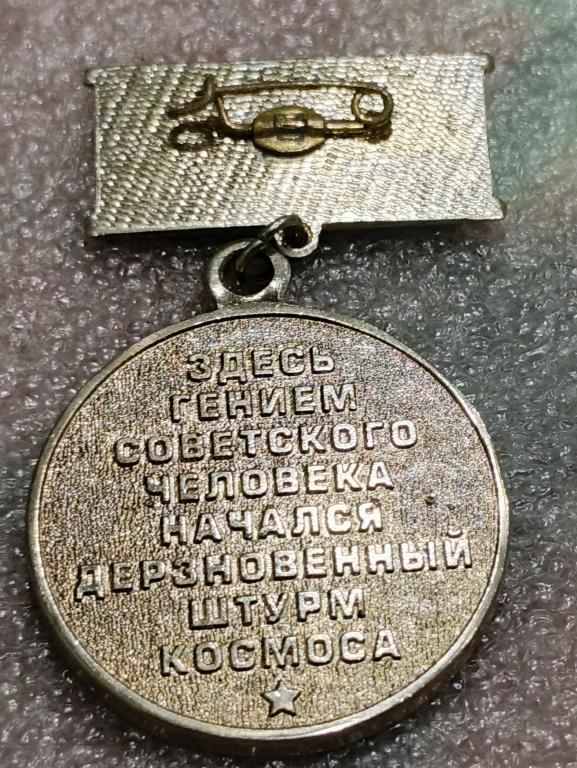 ЗДЕСЬ
ГЕНИЕМ
СОВЕТСКОГО
ЧЕЛОВЕКА
НАЧАЛСЯ
ДЕРЗНОВЕННЫЙ
ШТУРМ
КОСМОСА